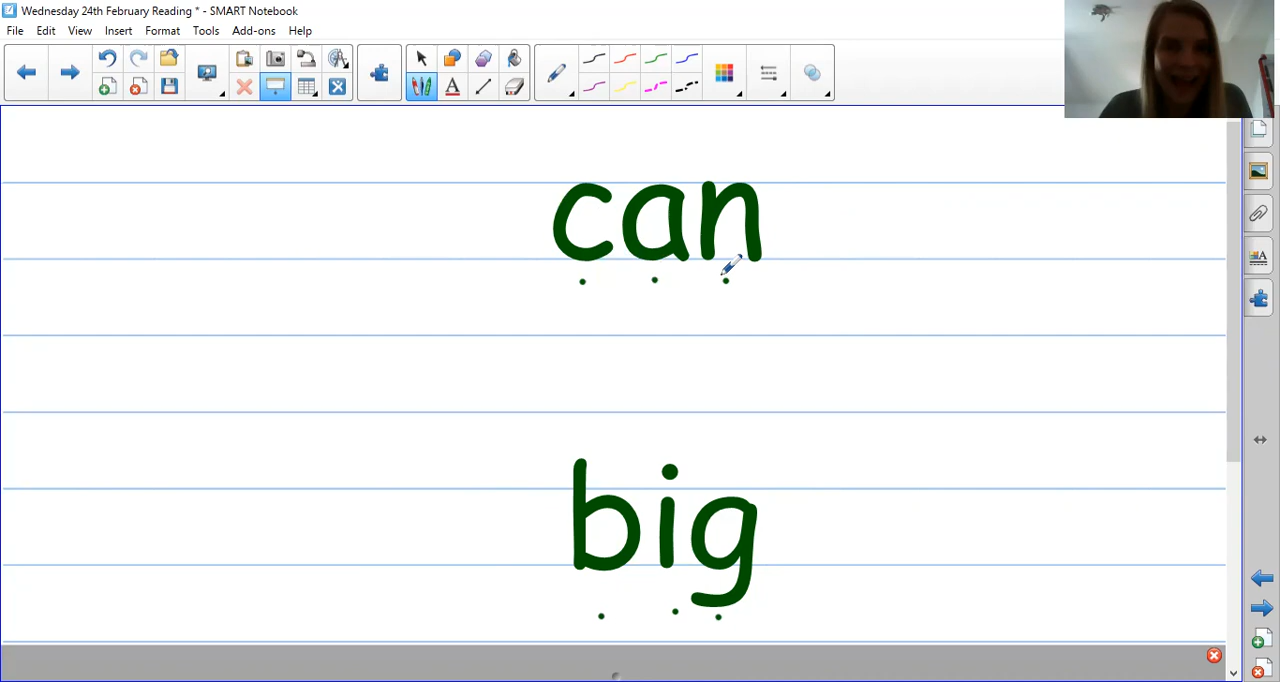 Wednesday 24th February Reading * - SMART Notebook
File Edit View Insert Format Tools Add-ons Help
can
big